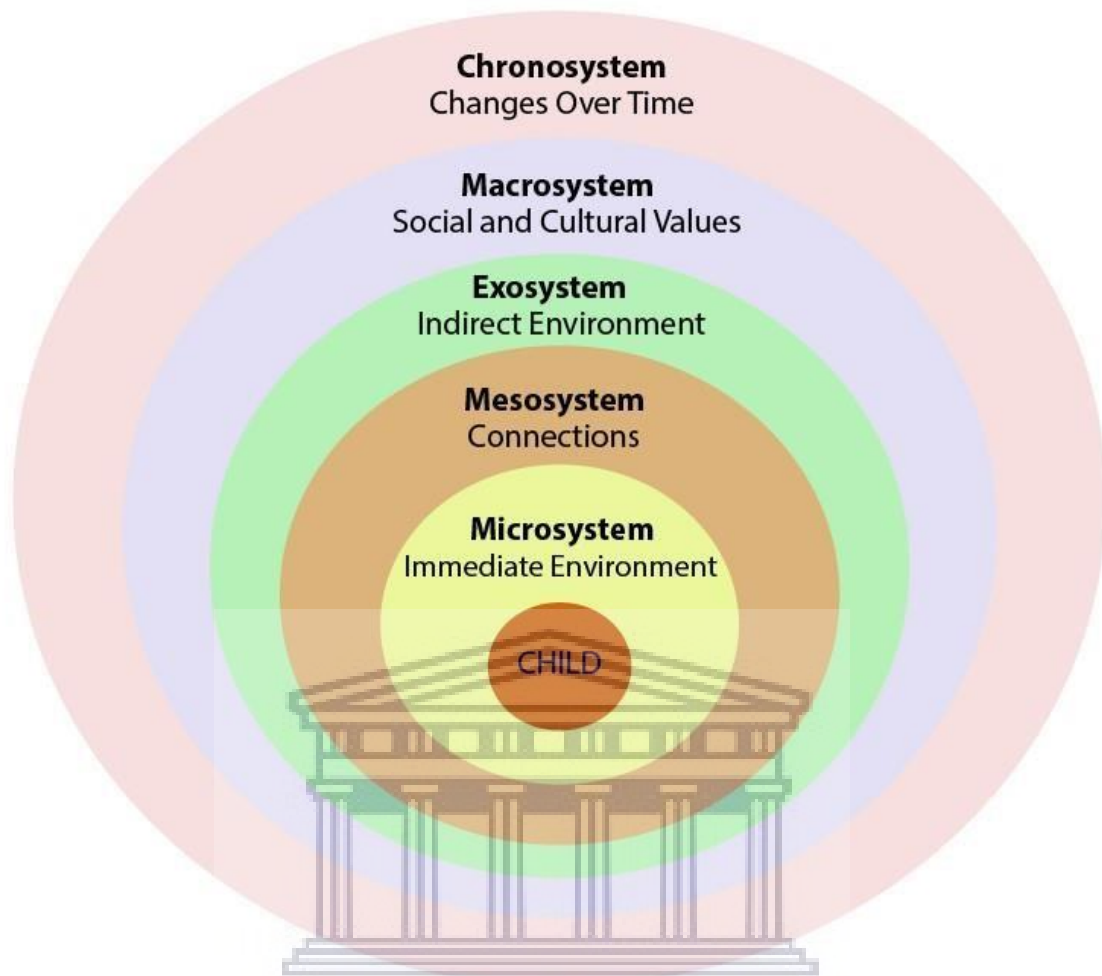 Chronosystem
Changes Over Time
Macrosystem
Social and Cultural Values
Exosystem
Indirect Environment
Mesosystem
Connections
Microsystem
Immediate Environment
CHILD